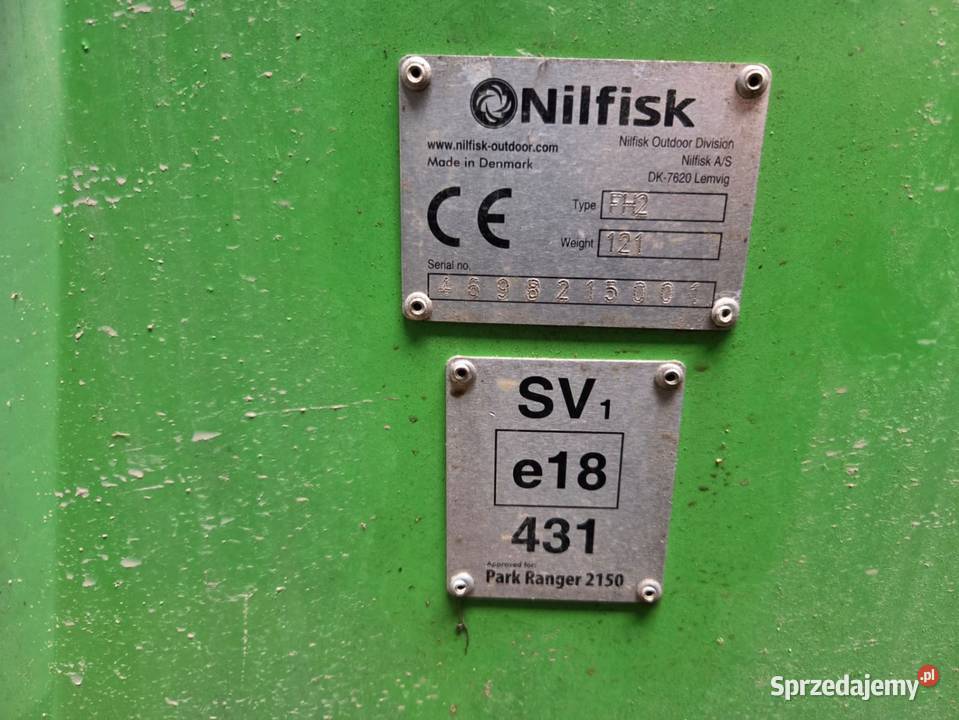 Nilfisk
www.nilfisk-outdoor.com
Made in Denmark
Nilfisk Outdoor Division
Nilfisk A/S
DK-7620 Lemvig
CE
Type FH2
Weight 121
Serial no.
4698215001
SV1
e18
431
Approved for:
Park Ranger 2150
Sprzedajemy.pl